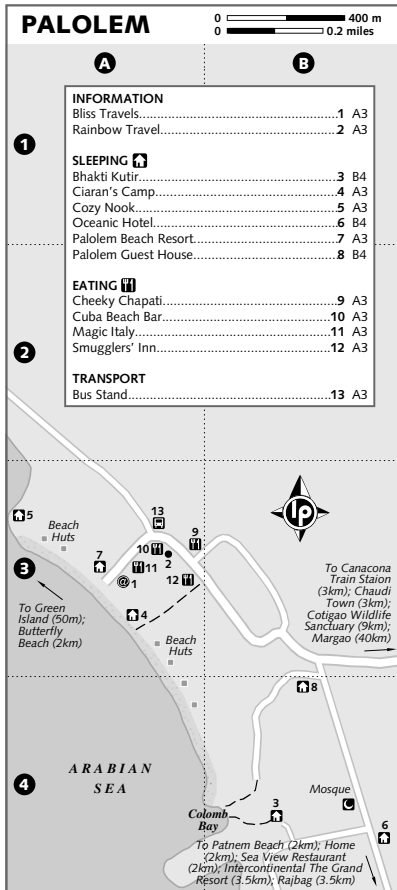 PALOLEM
0 400 m
0 0.2 miles
A B
1
INFORMATION
Bliss Travels 1 A3
Rainbow Travel 2 A3
SLEEPING
Bhakti Kutir 3 B4
Ciaran's Camp 4 A3
Cozy Nook 5 A3
Oceanic Hotel 6 B4
Palolem Beach Resort 7 A3
Palolem Guest House 8 B4
EATING
Cheeky Chapati 9 A3
Cuba Beach Bar 10 A3
Magic Italy 11 A3
Smugglers' Inn 12 A3
TRANSPORT
Bus Stand 13 A3
2
5
Beach
Huts
13
9
10
2
7
11
@ 1
12
4
3
lp
To Green
Island (50m);
Butterfly
Beach (2km)
Beach
Huts
To Canacona
Train Staion
(3km); Chaudi
Town (3km);
Cotigao Wildlife
Sanctuary (9km);
Margao (40km)
8
ARABIAN
SEA
4
Mosque
Colomb
Bay
3
6
To Patnem Beach (2km); Home
(2km); Sea View Restaurant
(2km); Intercontinental The Grand
Resort (3.5km); Rajbag (3.5km)